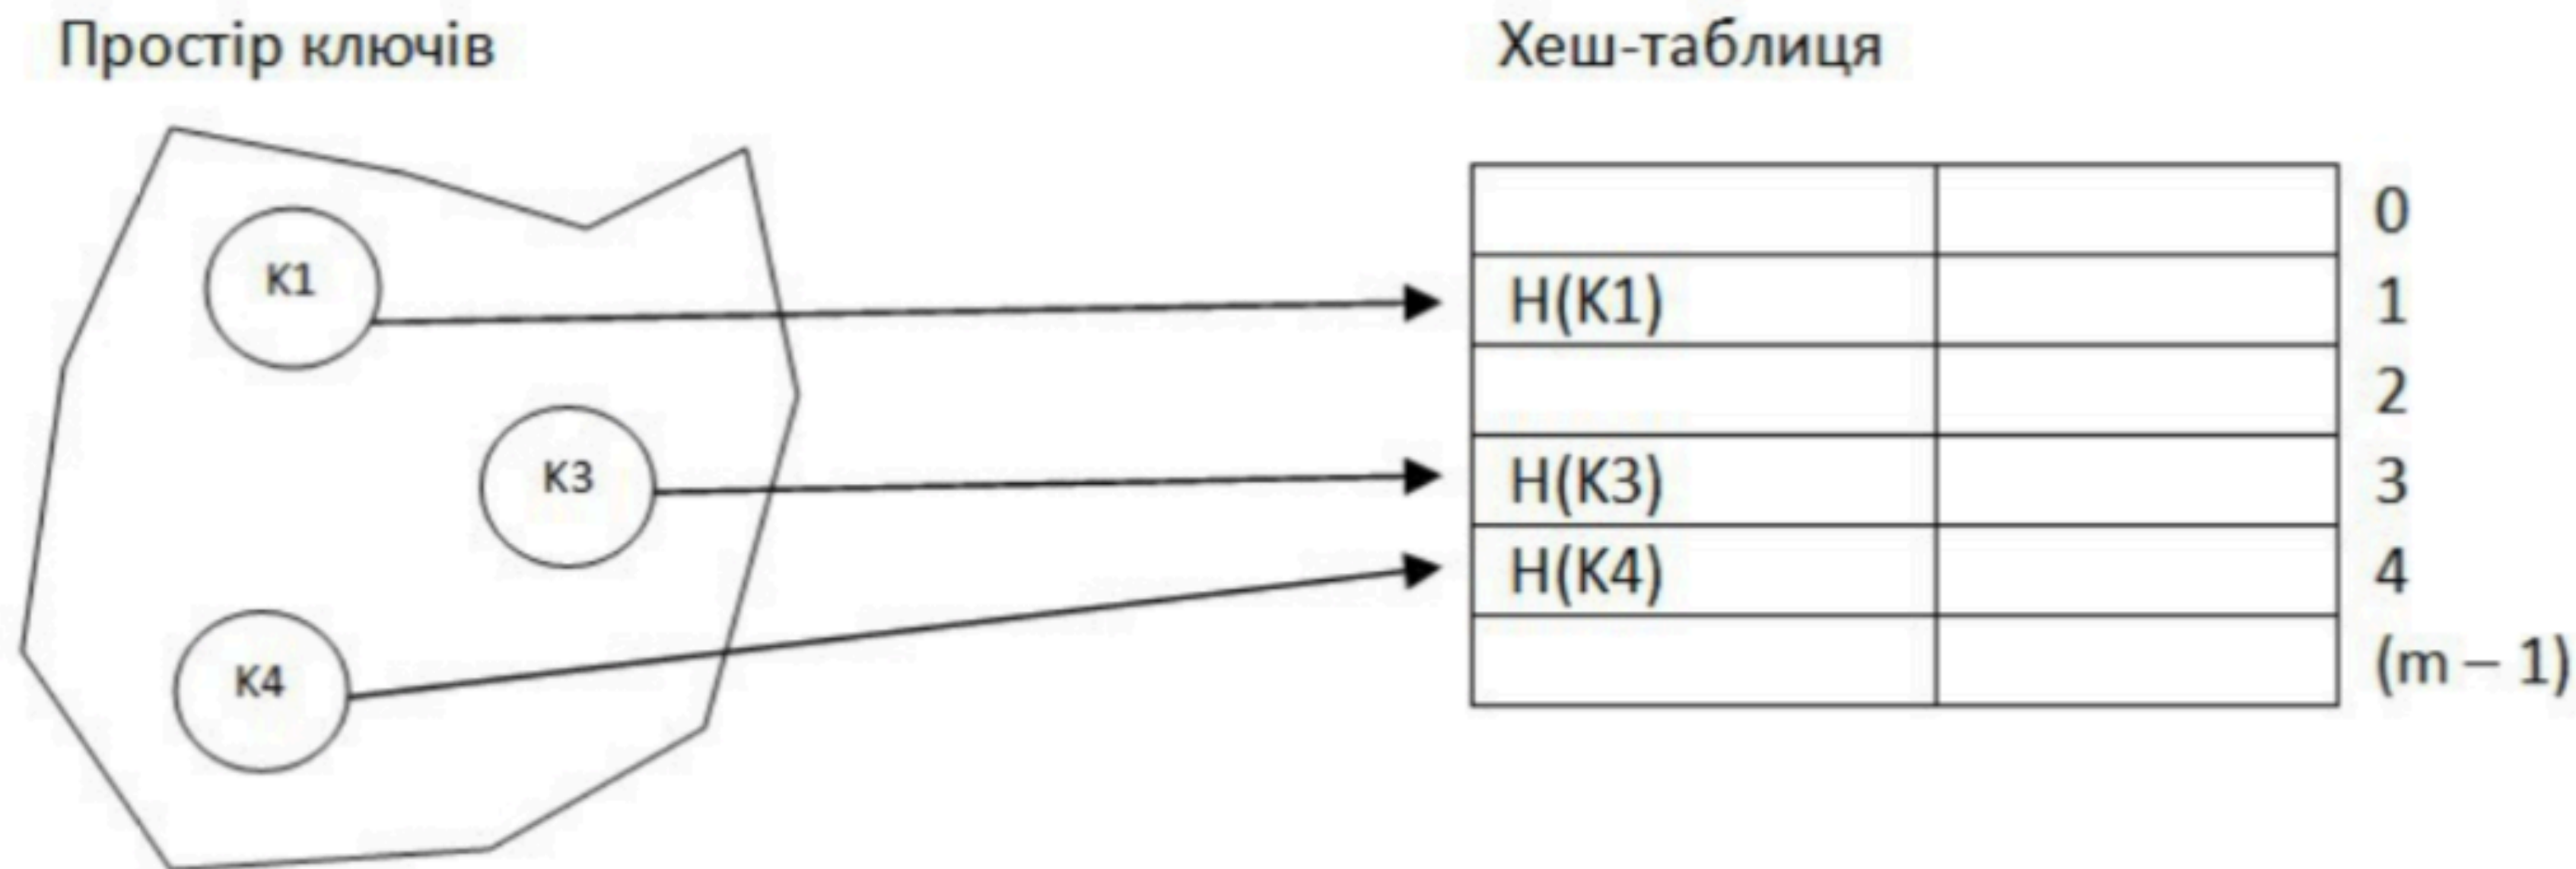 Простір ключів
Хеш-таблиця
0
K1
H(K1)
1
2
K3
H(K3)
3
H(K4)
4
K4
(m – 1)